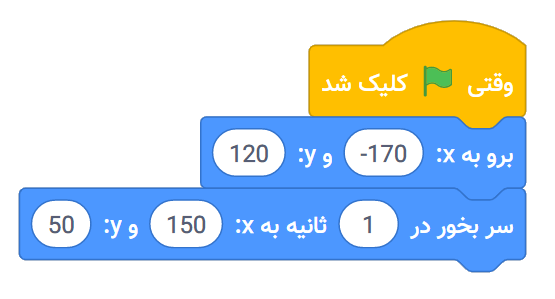 وقتی کلیک شد
برو به x: -170 و y: 120
سر بخور در 1 ثانیه به x: 150 و y: 50